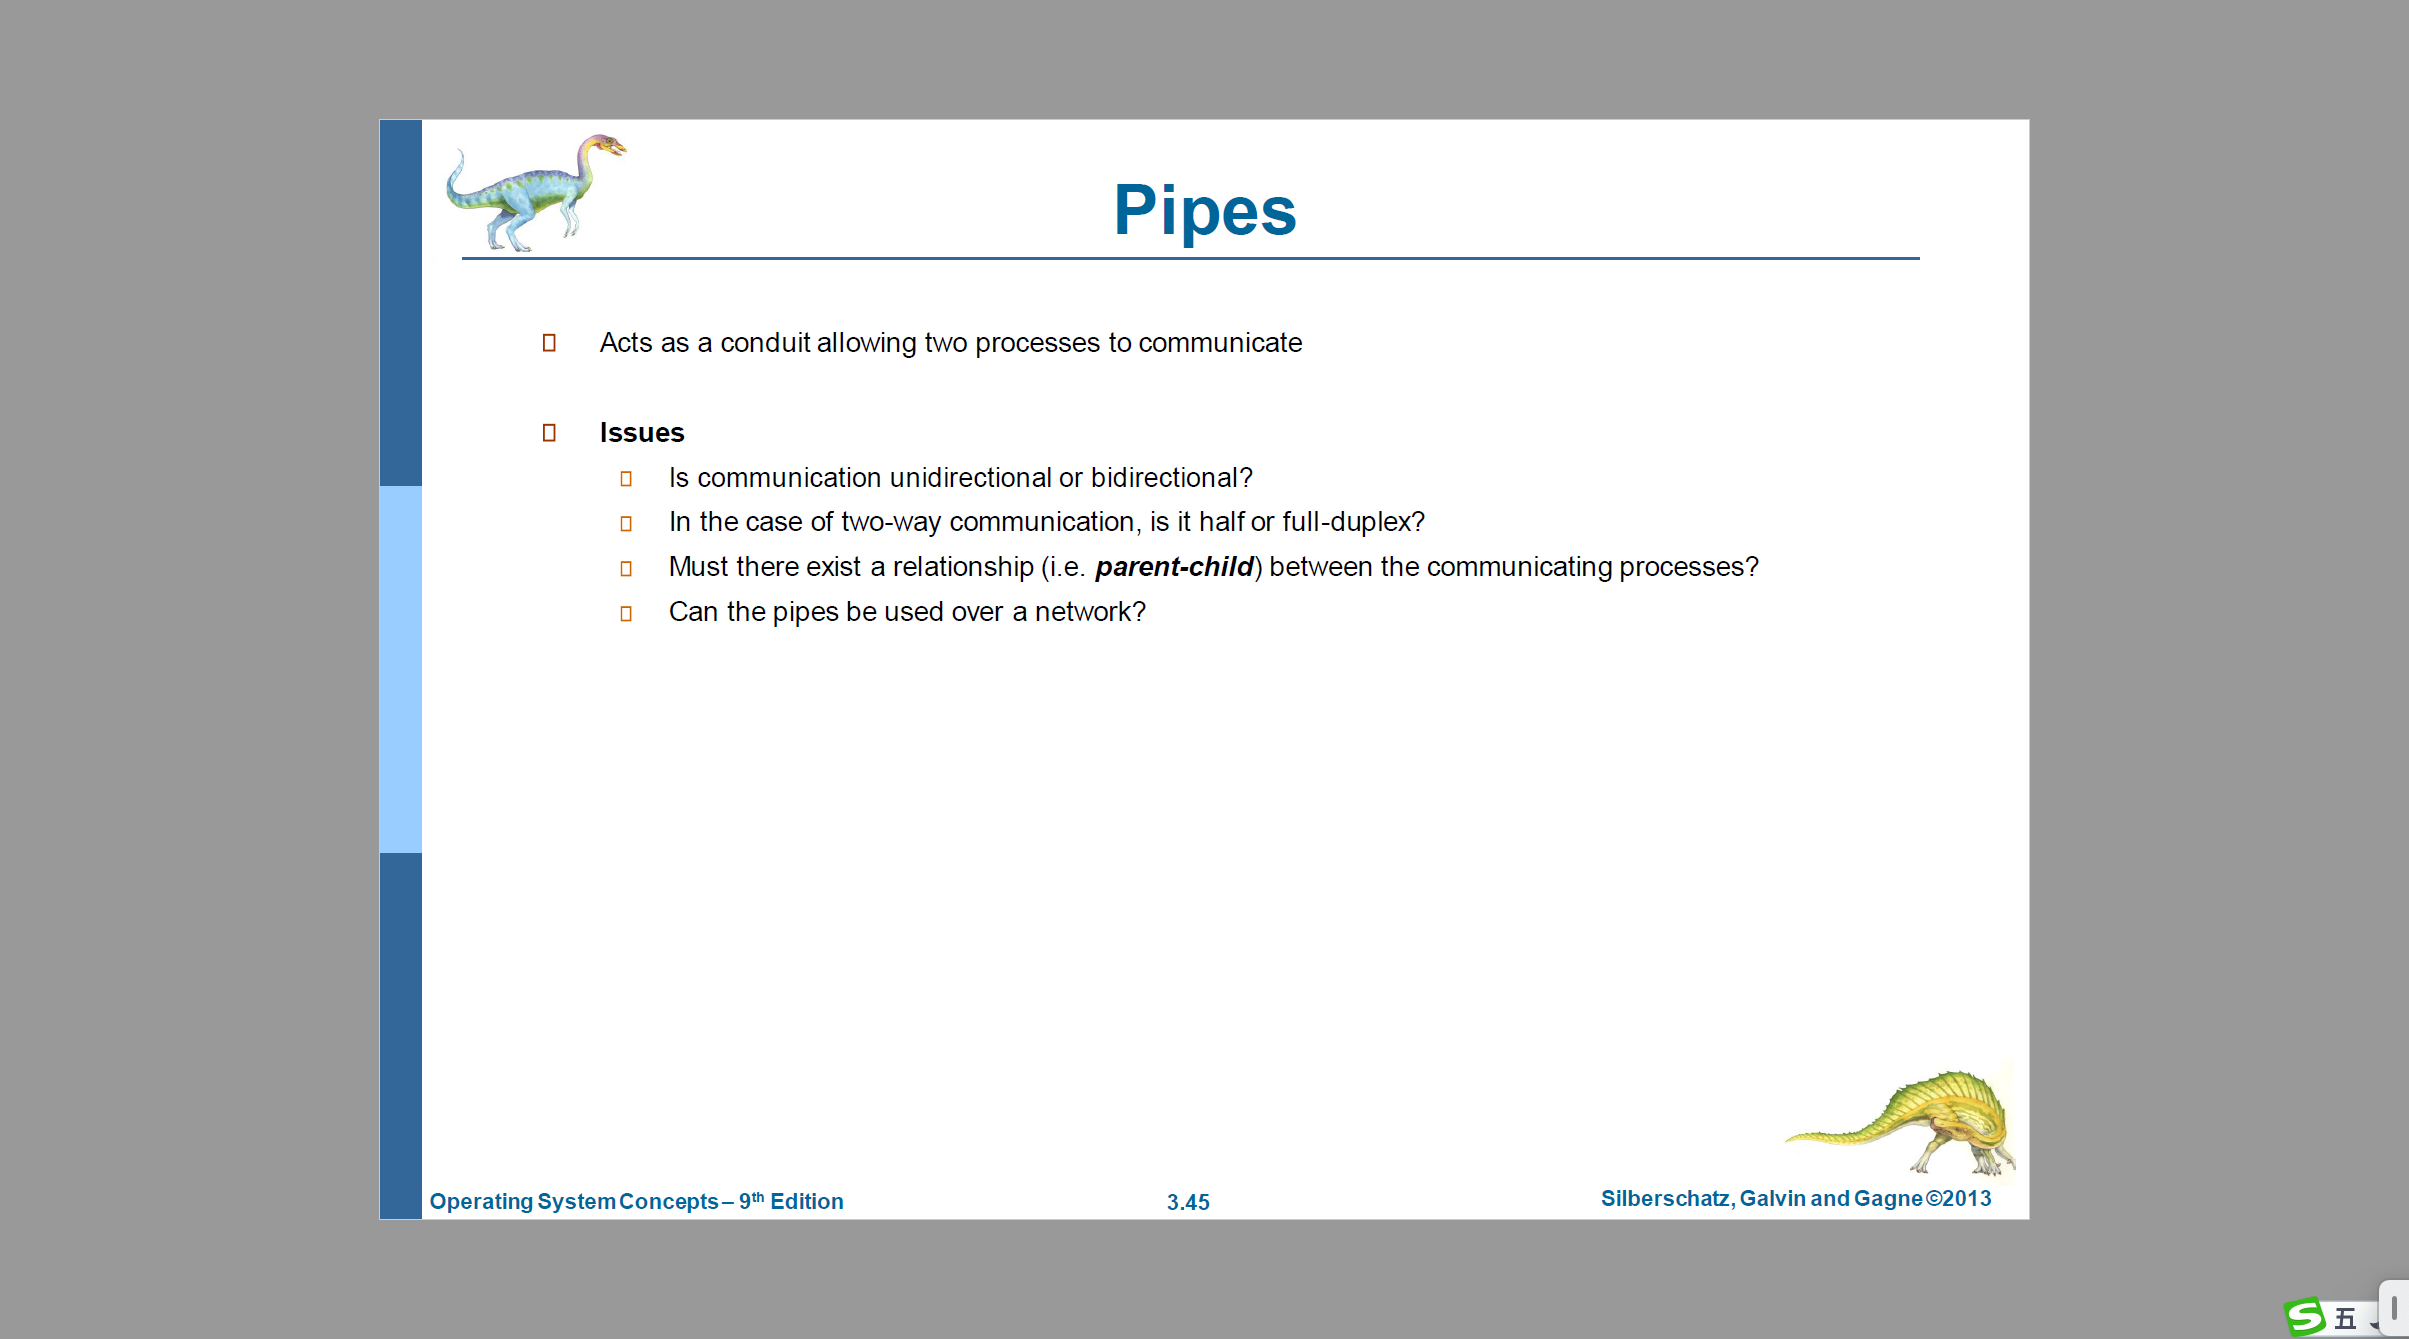 Pipes
Acts as a conduit allowing two processes to communicate
Issues
Is communication unidirectional or bidirectional?
In the case of two-way communication, is it half or full-duplex?
Must there exist a relationship (i.e. parent-child) between the communicating processes?
Can the pipes be used over a network?
Operating System Concepts – 9th Edition
3.45
Silberschatz, Galvin and Gagne ©2013
S 五